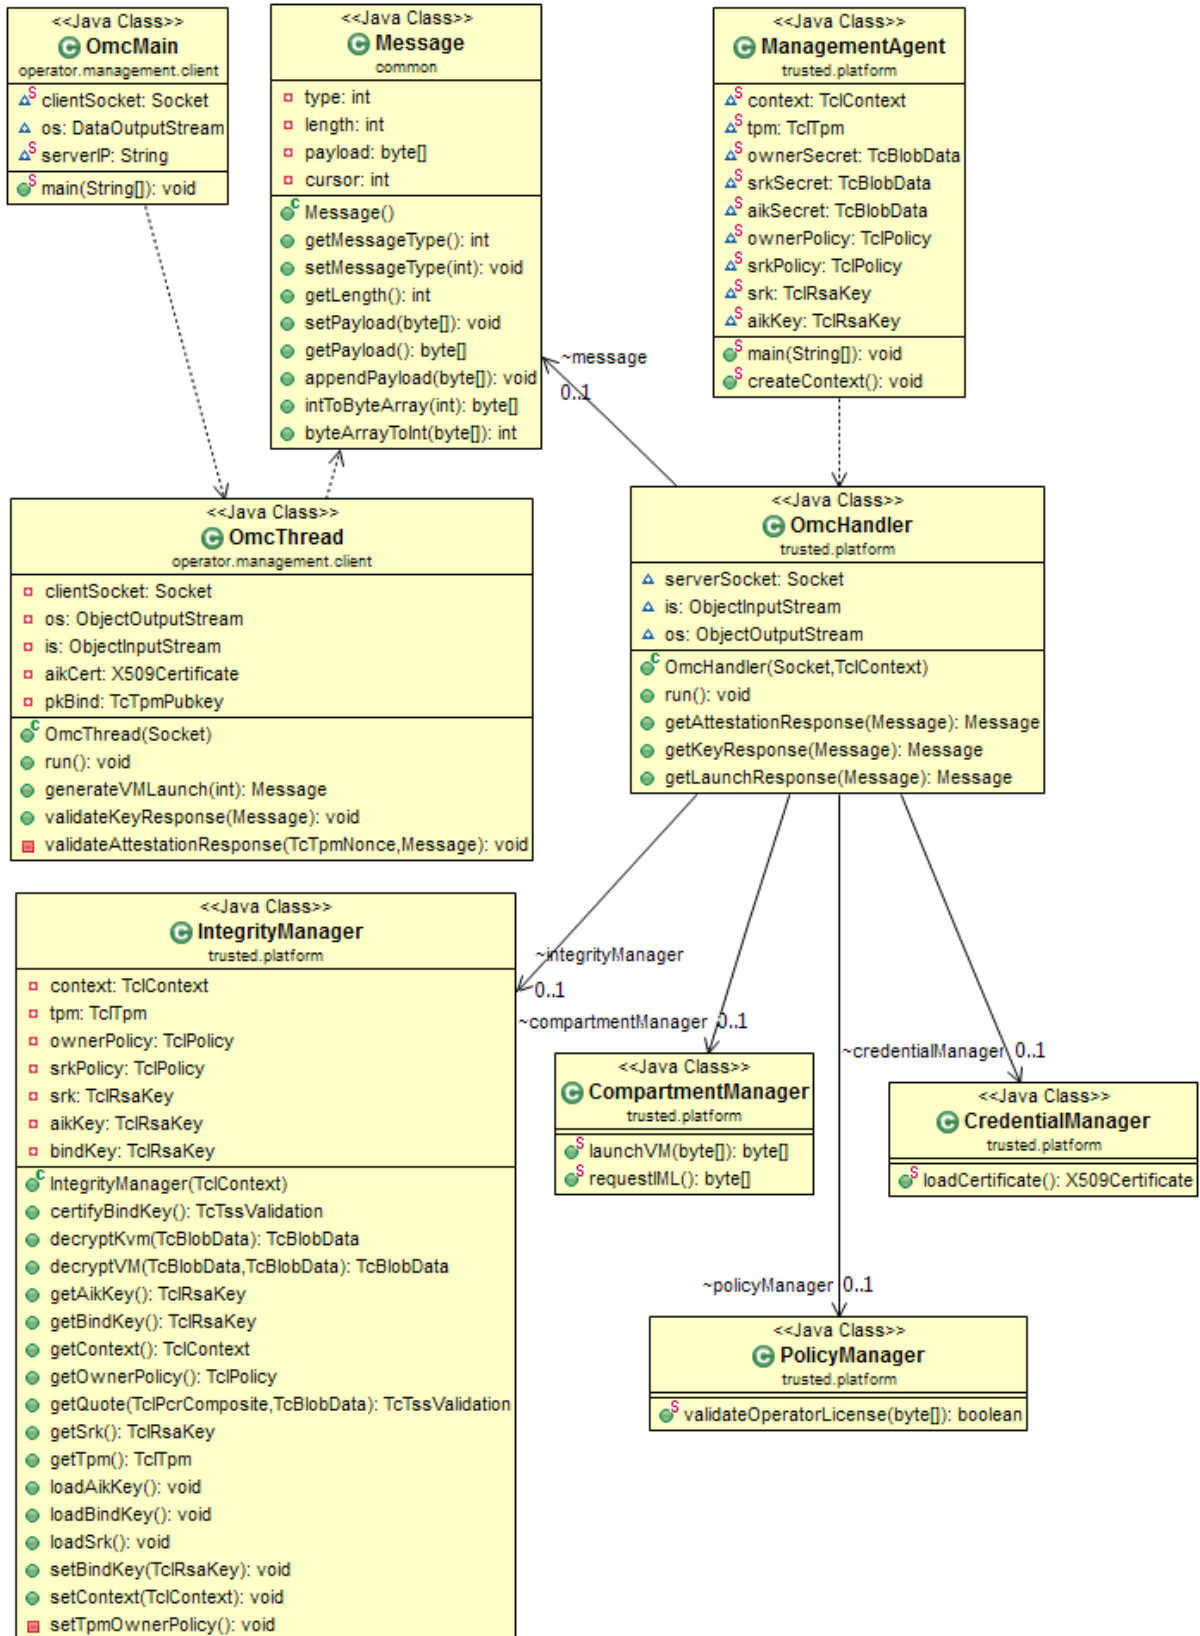 <<Java Class>>
OmcMain
operator.management.client
clientSocket: Socket
os: DataOutputStream
serverIP: String
main(String[]): void
<<Java Class>>
Message
common
type: int
length: int
payload: byte[]
cursor: int
Message()
getMessageType(): int
setMessageType(int): void
getLength(): int
setPayload(byte[]): void
getPayload(): byte[]
appendPayload(byte[]): void
intToByteArray(int): byte[]
byteArrayToInt(byte[]): int
<<Java Class>>
ManagementAgent
trusted.platform
context: TcIContext
tpm: TcITpm
ownerSecret: TcBlobData
srkSecret: TcBlobData
aikSecret: TcBlobData
ownerPolicy: TcIPolicy
srkPolicy: TcIPolicy
srk: TcIRsaKey
aikKey: TcIRsaKey
main(String[]): void
createContext(): void
~message
0..1
<<Java Class>>
OmcThread
operator.management.client
clientSocket: Socket
os: ObjectOutputStream
is: ObjectInputStream
aikCert: X509Certificate
pkBind: TcTpmPubkey
OmcThread(Socket)
run(): void
generateVMLaunch(int): Message
validateKeyResponse(Message): void
validateAttestationResponse(TcTpmNonce,Message): void
<<Java Class>>
OmcHandler
trusted.platform
serverSocket: Socket
is: ObjectInputStream
os: ObjectOutputStream
OmcHandler(Socket,TcIContext)
run(): void
getAttestationResponse(Message): Message
getKeyResponse(Message): Message
getLaunchResponse(Message): Message
<<Java Class>>
IntegrityManager
trusted.platform
context: TcIContext
tpm: TcITpm
ownerPolicy: TcIPolicy
srkPolicy: TcIPolicy
srk: TcIRsaKey
aikKey: TcIRsaKey
bindKey: TcIRsaKey
IntegrityManager(TcIContext)
certifyBindKey(): TcTssValidation
decryptKvm(TcBlobData): TcBlobData
decryptVM(TcBlobData,TcBlobData): TcBlobData
getAikKey(): TcIRsaKey
getBindKey(): TcIRsaKey
getContext(): TcIContext
getOwnerPolicy(): TcIPolicy
getQuote(TcIPcrComposite,TcBlobData): TcTssValidation
getSrk(): TcIRsaKey
getTpm(): TcITpm
loadAikKey(): void
loadBindKey(): void
loadSrk(): void
setBindKey(TcIRsaKey): void
setContext(TcIContext): void
setTpmOwnerPolicy(): void
~integrityManager
0..1
~compartmentManager 0..1
~credentialManager 0..1
<<Java Class>>
CompartmentManager
trusted.platform
launchVM(byte[]): byte[]
requestIML(): byte[]
<<Java Class>>
CredentialManager
trusted.platform
loadCertificate(): X509Certificate
~policyManager 0..1
<<Java Class>>
PolicyManager
trusted.platform
validateOperatorLicense(byte[]): boolean